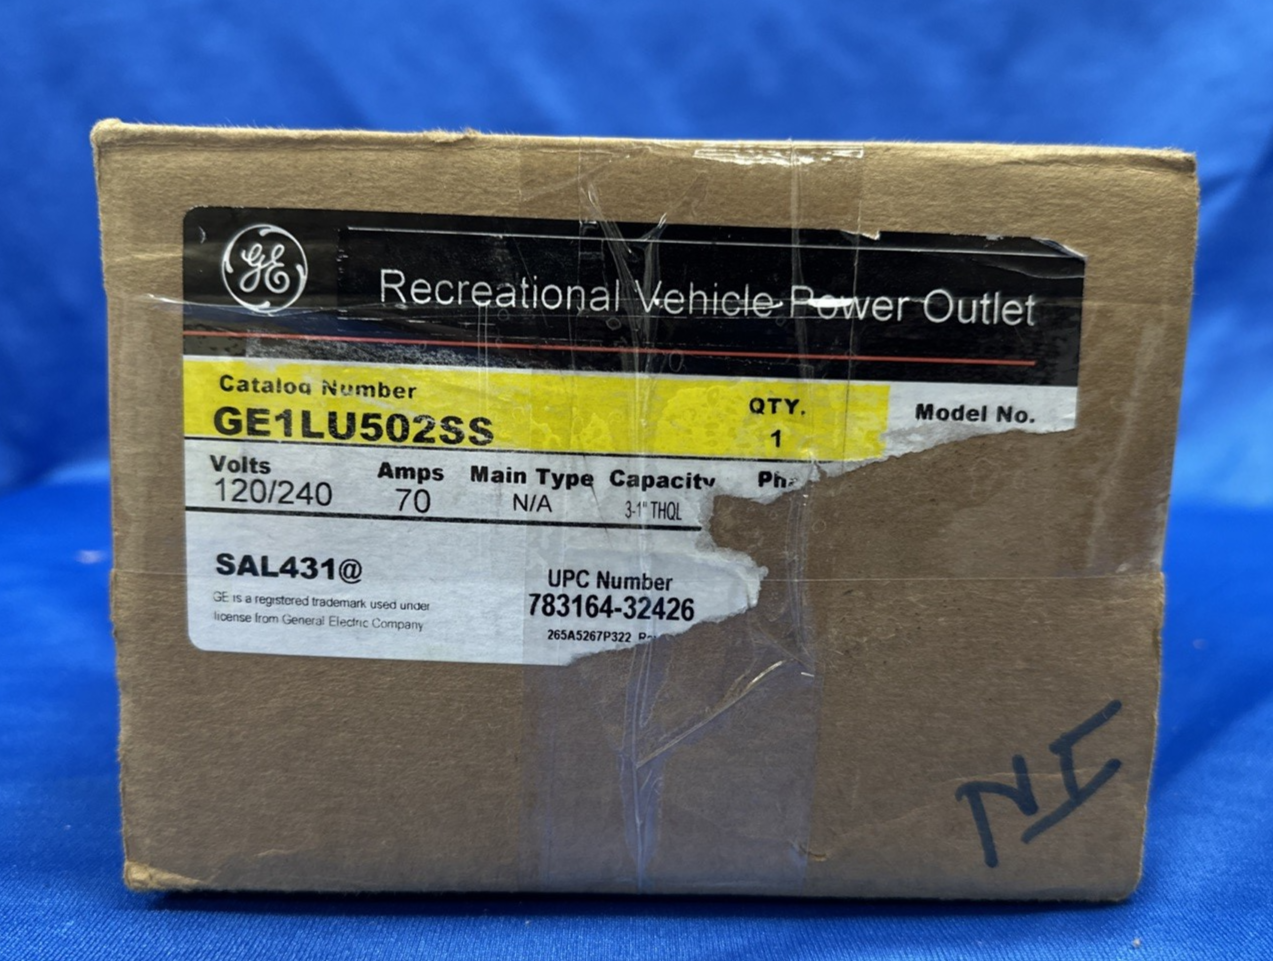 GE
Recreational Vehicle Power Outlet
Catalog Number
GE1LU502SS
QTY.
1
Model No.
Volts
120/240
Amps
70
Main Type
N/A
Capacity
3-1" THQL
SAL431@
GE is a registered trademark used under
license from General Electric Company
UPC Number
783164-32426
265A5267P322
NI